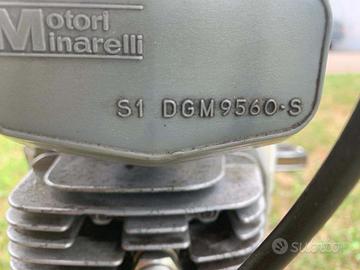 Motori
Minarelli
S1 DGM9560·S
SUBITO